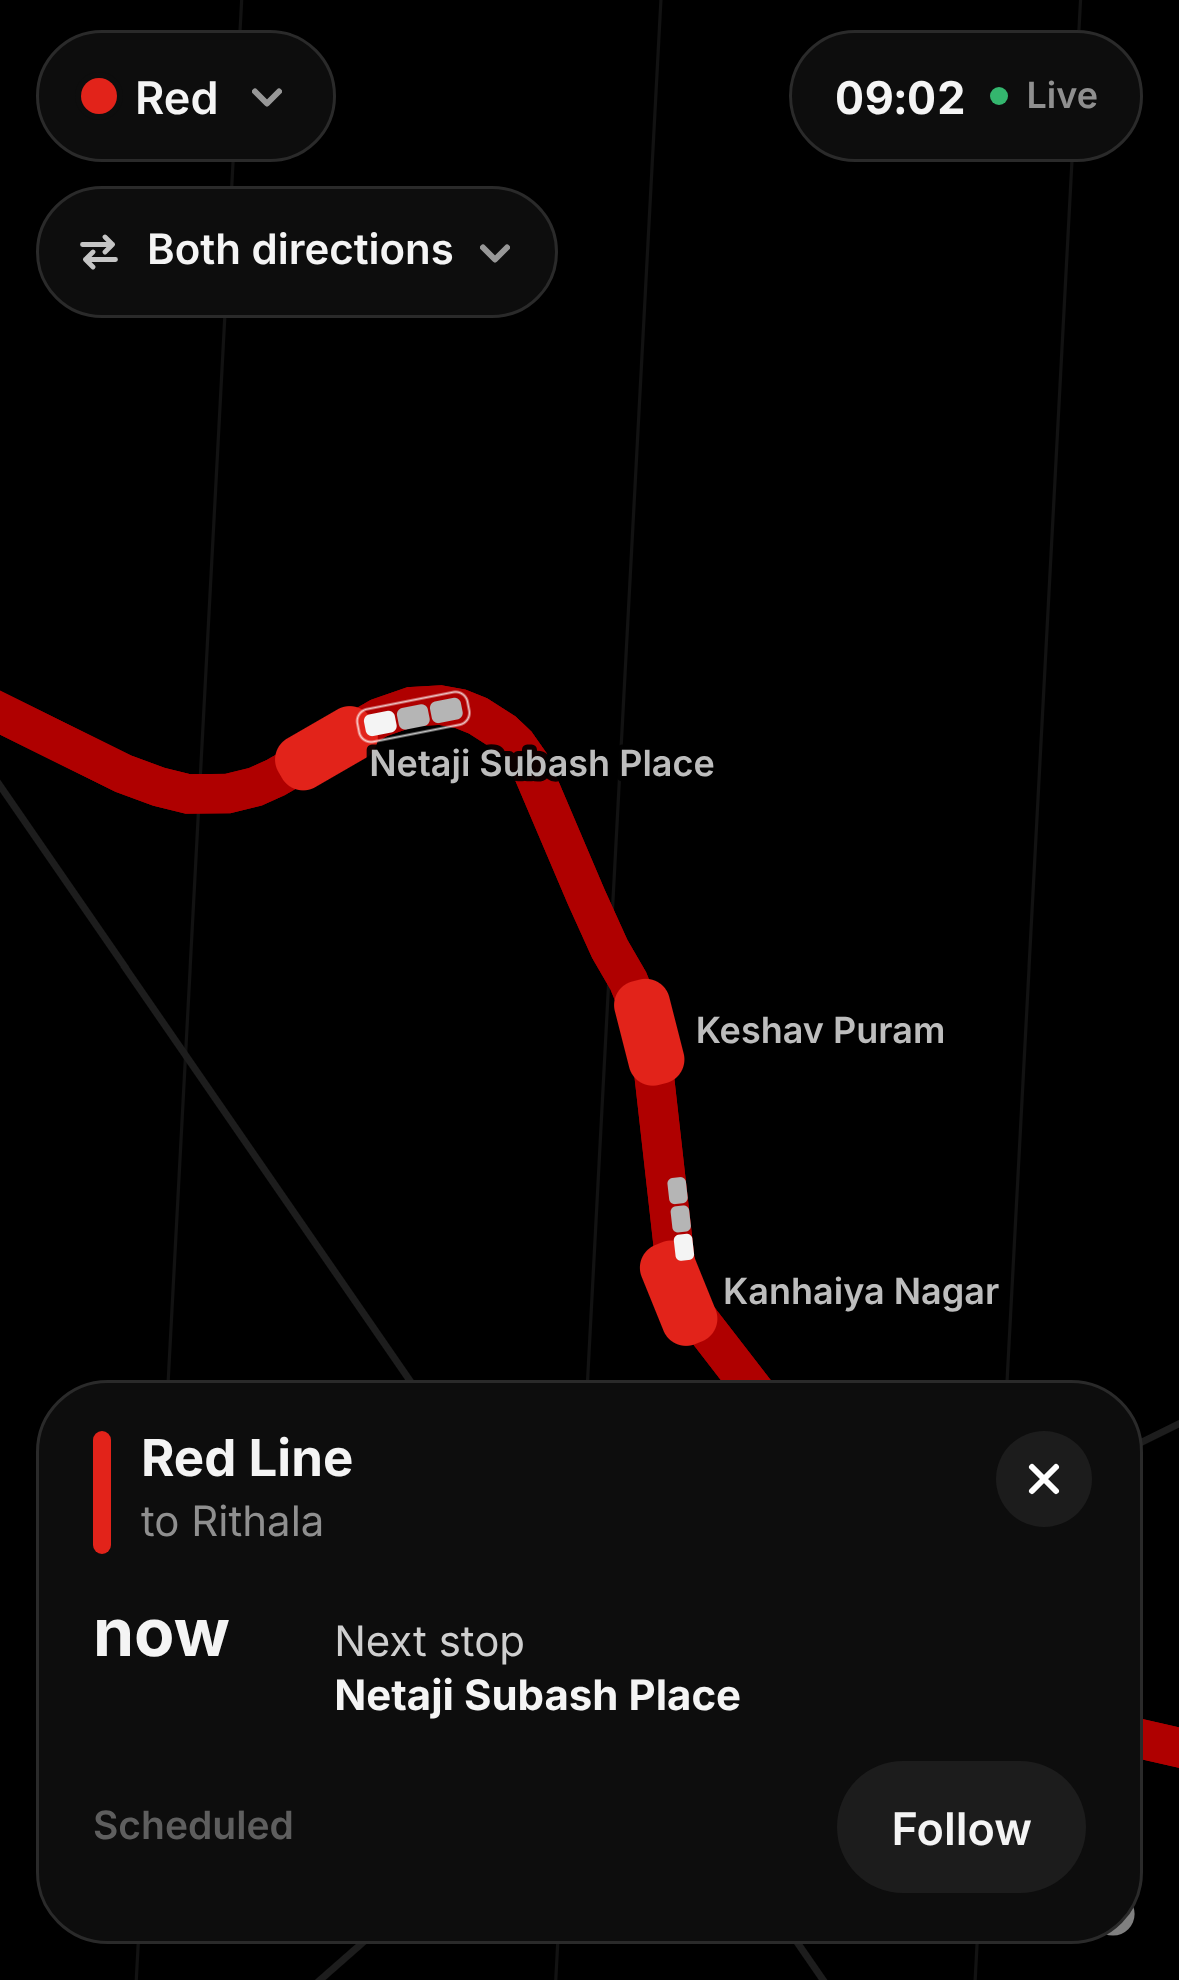 Red
09:02 Live
Both directions
Netaji Subash Place
Keshav Puram
Kanhaiya Nagar
Red Line
to Rithala
now
Next stop
Netaji Subash Place
Scheduled
Follow